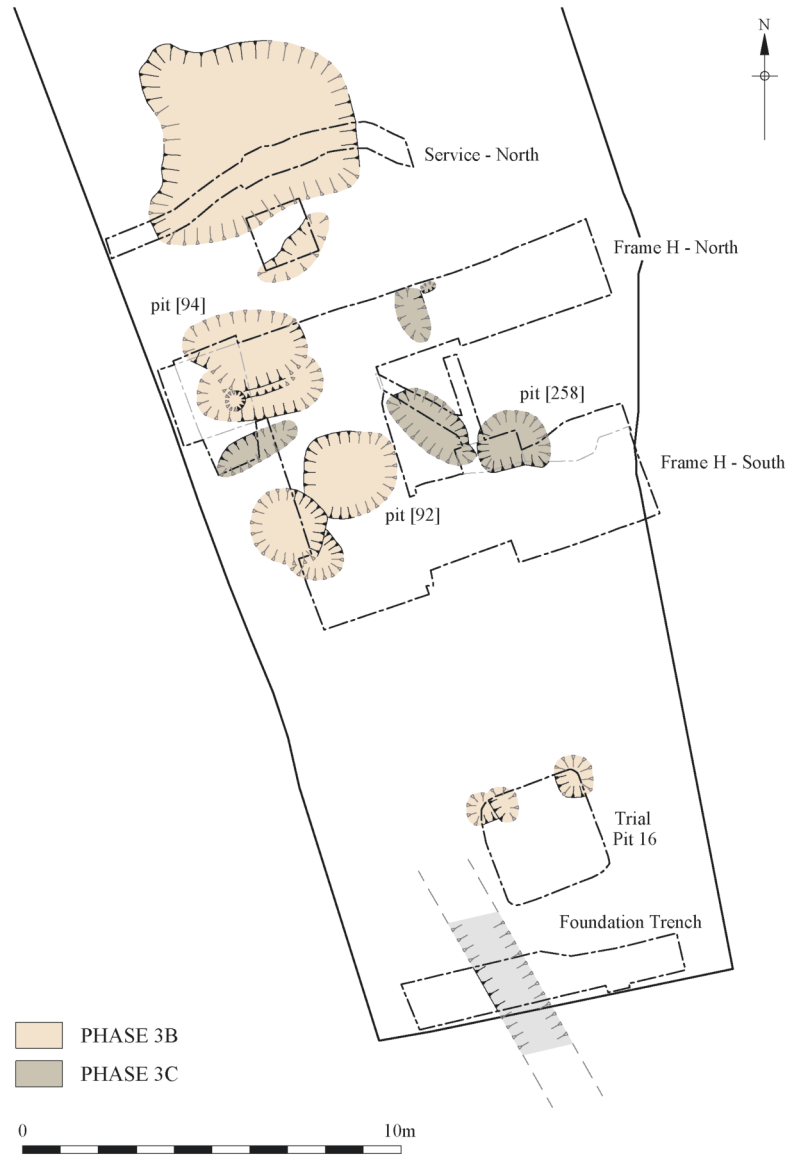 N
Service - North
Frame H - North
pit [94]
pit [258]
Frame H - South
pit [92]
Trial
Pit 16
Foundation Trench
PHASE 3B
PHASE 3C
0 10m